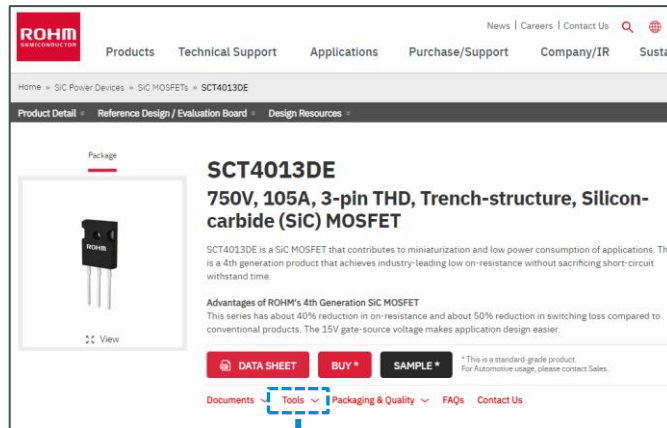 ROHM
SEMICONDUCTOR
News | Careers | Contact Us
Products Technical Support Applications Purchase/Support Company/IR Susta
Home » SiC Power Devices » SiC MOSFETs » SCT4013DE
Product Detail Reference Design / Evaluation Board Design Resources
Package
ROHM
View
SCT4013DE
750V, 105A, 3-pin THD, Trench-structure, Silicon-
carbide (SiC) MOSFET
SCT4013DE is a SiC MOSFET that contributes to miniaturization and low power consumption of applications. Th
is a 4th generation product that achieves industry-leading low on-resistance without sacrificing short-circuit
withstand time.
Advantages of ROHM's 4th Generation SiC MOSFET
This series has about 40% reduction in on-resistance and about 50% reduction in switching loss compared to
conventional products. The 15V gate-source voltage makes application design easier.
DATA SHEET BUY * SAMPLE *
* This is a standard-grade product.
For Automotive usage, please contact Sales.
Documents Tools Packaging & Quality FAQs Contact Us